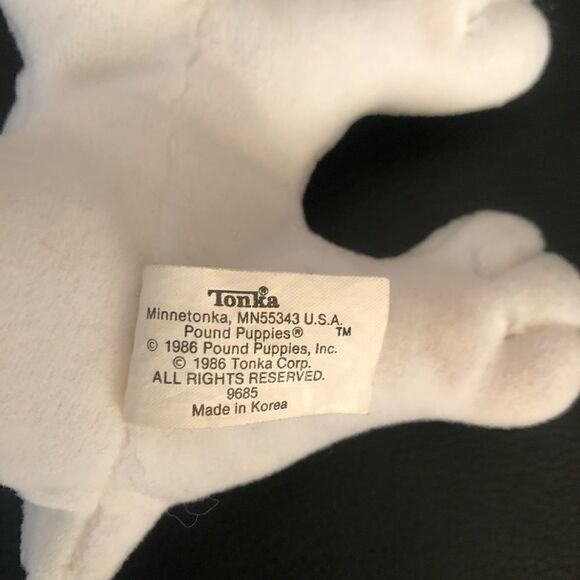 Tonka®
Minnetonka, MN55343 U.S.A.
Pound Puppies® ™
© 1986 Pound Puppies, Inc.
© 1986 Tonka Corp.
ALL RIGHTS RESERVED.
9685
Made in Korea